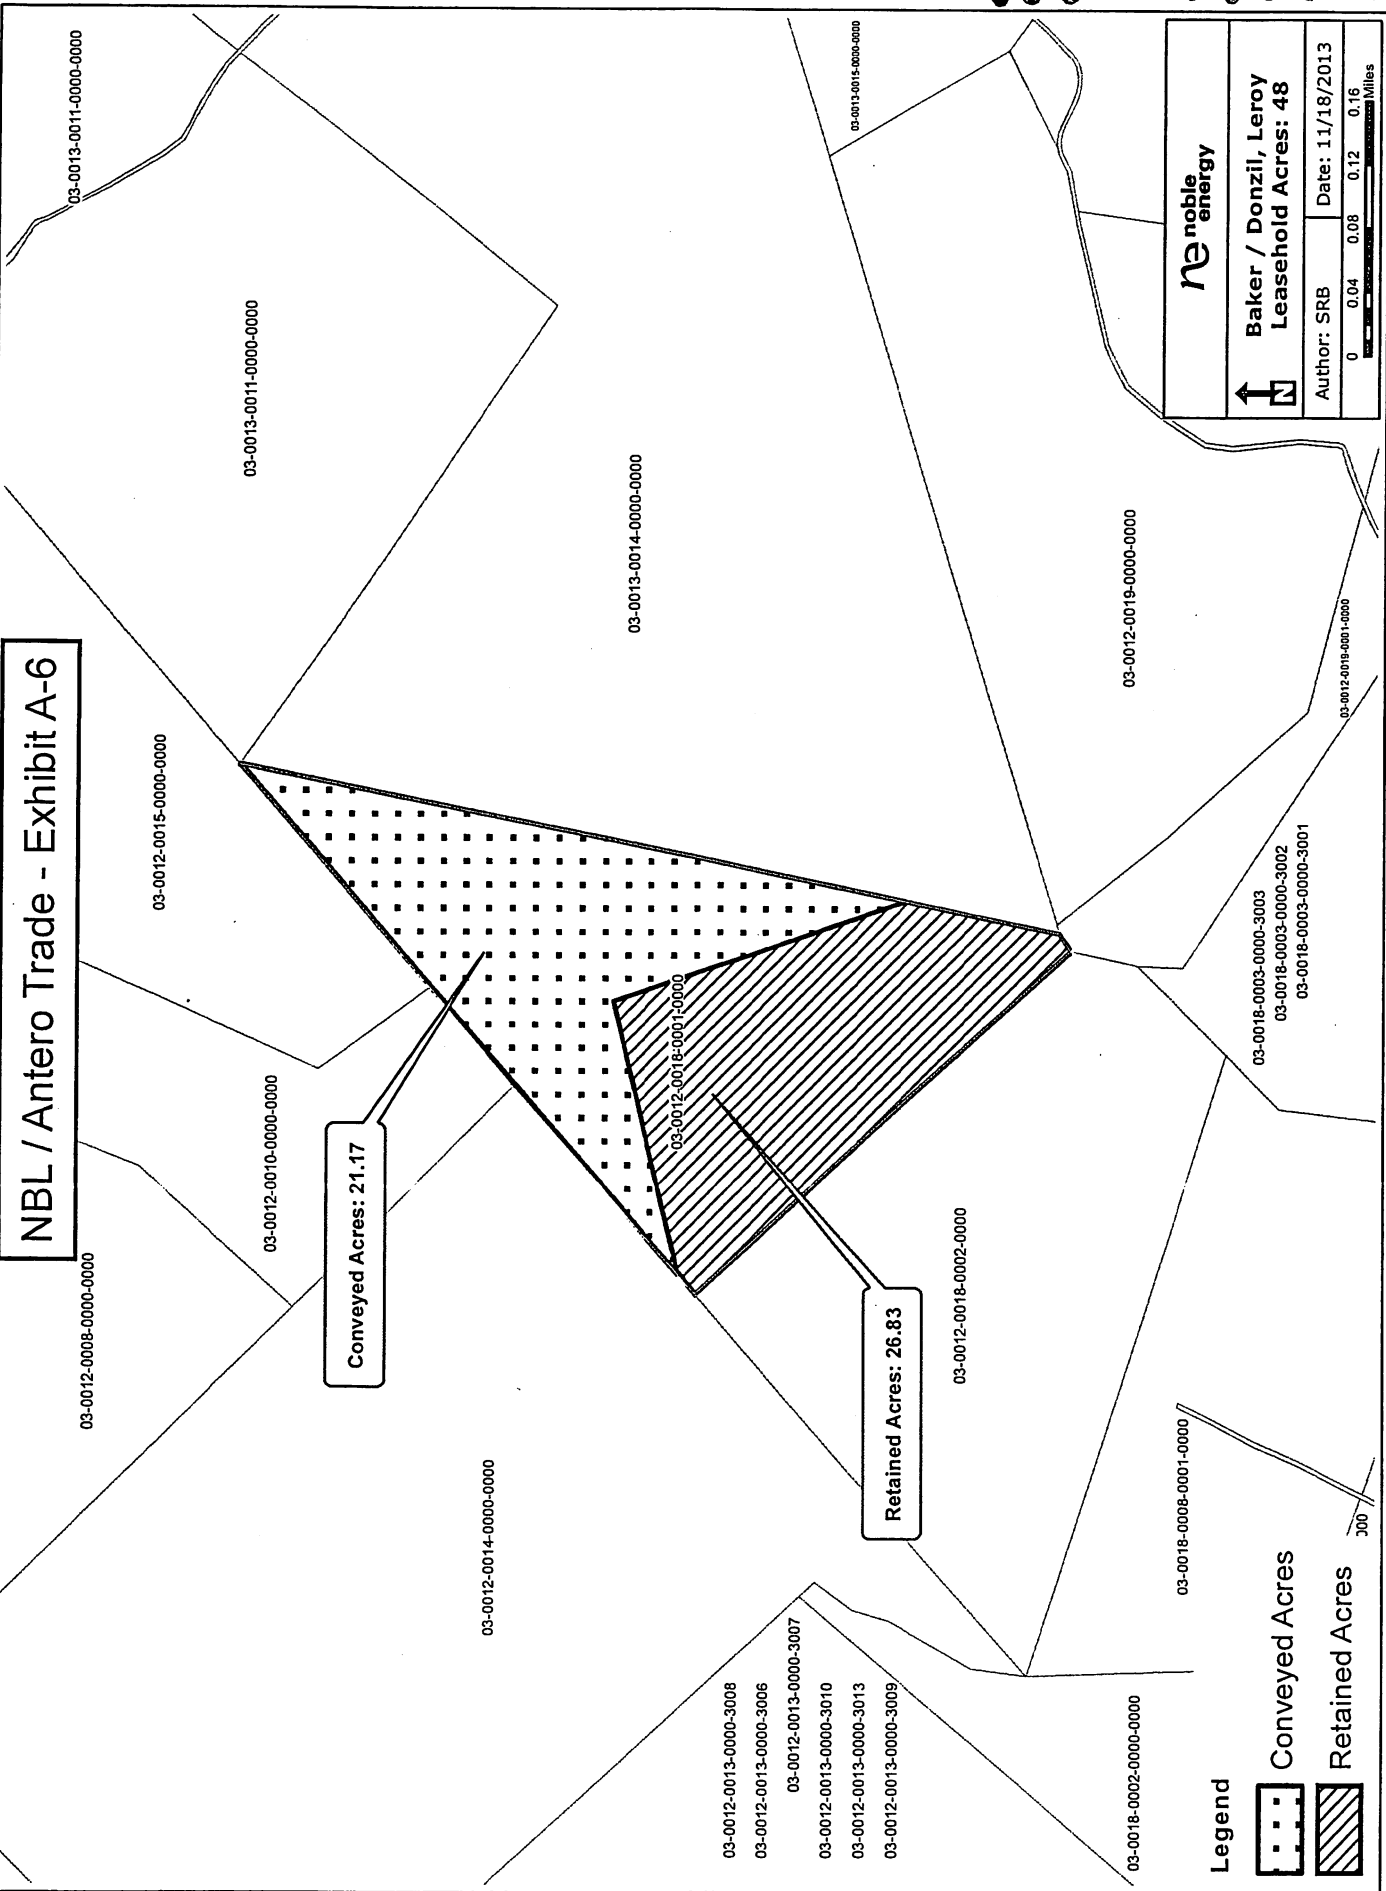 NBL / Antero Trade - Exhibit A-6
03-0012-0008-0000-0000
03-0012-0010-0000-0000
03-0012-0015-0000-0000
03-0013-0011-0000-0000
03-0013-0011-0000-0000
Conveyed Acres: 21.17
03-0012-0014-0000-0000
03-0013-0014-0000-0000
03-0012-0018-0001-0000
03-0013-0015-0000-0000
03-0012-0013-0000-3008
03-0012-0013-0000-3006
03-0012-0013-0000-3007
03-0012-0013-0000-3010
03-0012-0013-0000-3013
03-0012-0013-0000-3009
Retained Acres: 26.83
03-0012-0018-0002-0000
03-0012-0019-0000-0000
03-0018-0002-0000-0000
03-0018-0008-0001-0000
03-0018-0003-0000-3003
03-0018-0003-0000-3002
03-0018-0003-0000-3001
03-0012-0019-0001-0000
000
Legend
Conveyed Acres
Retained Acres
ne noble
energy
N
Baker / Donzil, Leroy
Leasehold Acres: 48
Author: SRB
Date: 11/18/2013
0 0.04 0.08 0.12 0.16
Miles